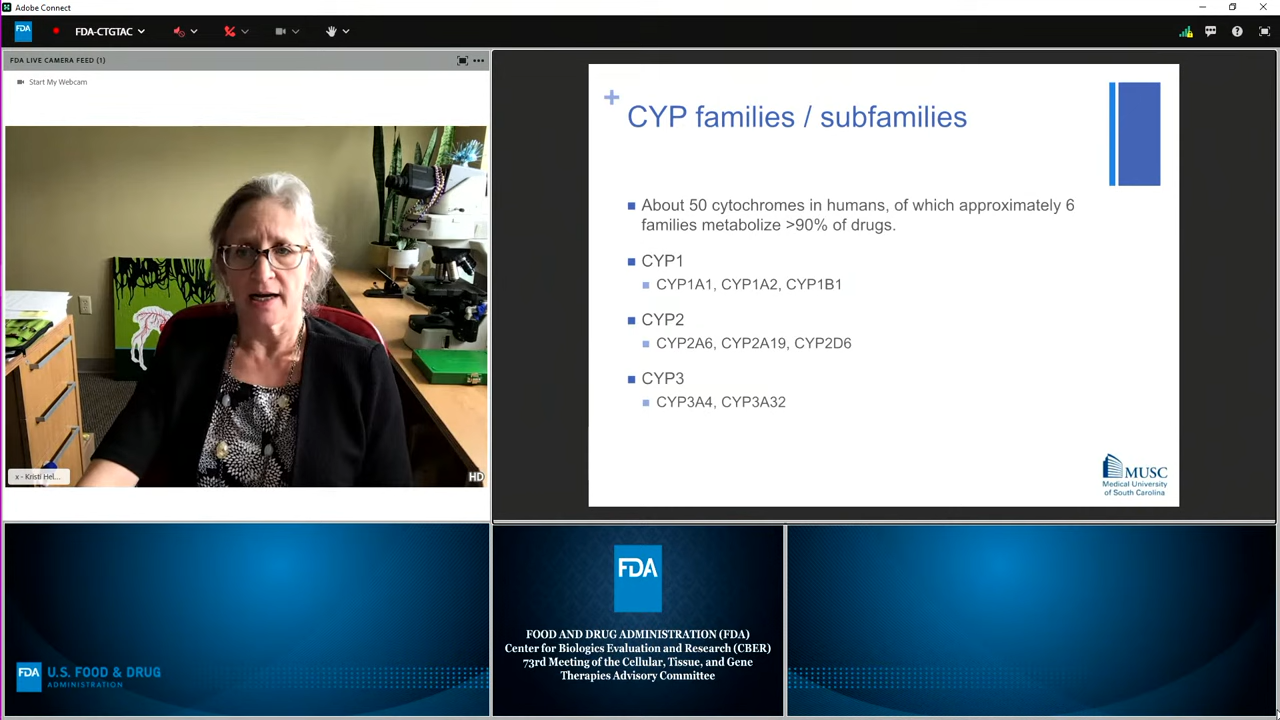 Adobe Connect
FDA
FDA-CTGTAC
FDA LIVE CAMERA FEED (1)
Start My Webcam
x - Kristi Hel...
HD
+
CYP families / subfamilies
About 50 cytochromes in humans, of which approximately 6
families metabolize >90% of drugs.
CYP1
CYP1A1, CYP1A2, CYP1B1
CYP2
CYP2A6, CYP2A19, CYP2D6
CYP3
CYP3A4, CYP3A32
MUSC
Medical University
of South Carolina
FDA
U.S. FOOD & DRUG
ADMINISTRATION
FDA
FOOD AND DRUG ADMINISTRATION (FDA)
Center for Biologics Evaluation and Research (CBER)
73rd Meeting of the Cellular, Tissue, and Gene
Therapies Advisory Committee